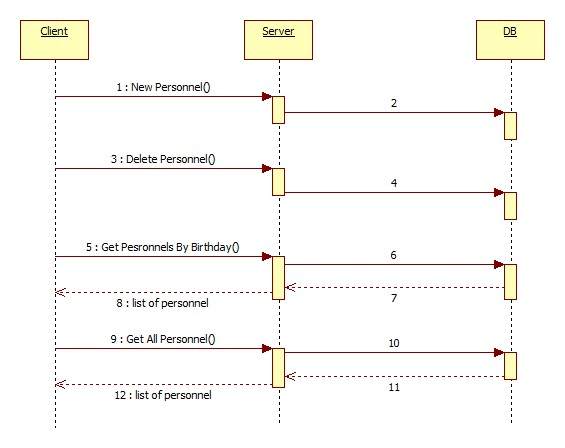 Client
Server
DB
1 : New Personnel()
2
3 : Delete Personnel()
4
5 : Get Pesronnels By Birthday()
6
7
8 : list of personnel
9 : Get All Personnel()
10
11
12 : list of personnel